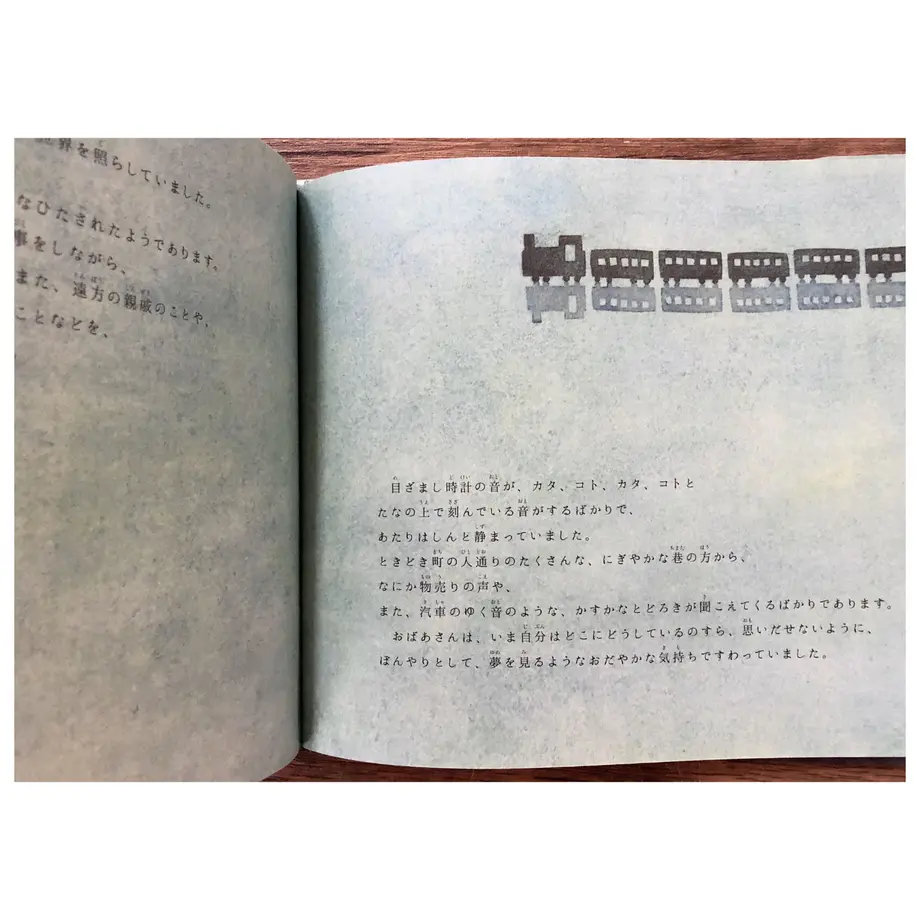 世界を照らしていました。
なひたされたようであります。
事をしながら、
また、遠方の親戚のことや、
ことなどを、
目ざまし時計の音が、カタ、コト、カタ、コトと
たなの上で刻んでいる音がするばかりで、
あたりはしんと静まっていました。
ときどき町の人通りのたくさんな、にぎやかな巷の方から、
なにか物売りの声や、
また、汽車のゆく音のような、かすかなとどろきが聞こえてくるばかりであります。
おばあさんは、いま自分はどこにどうしているのすら、思いだせないように、
ぼんやりとして、夢を見るようなおだやかな気持ちですわっていました。